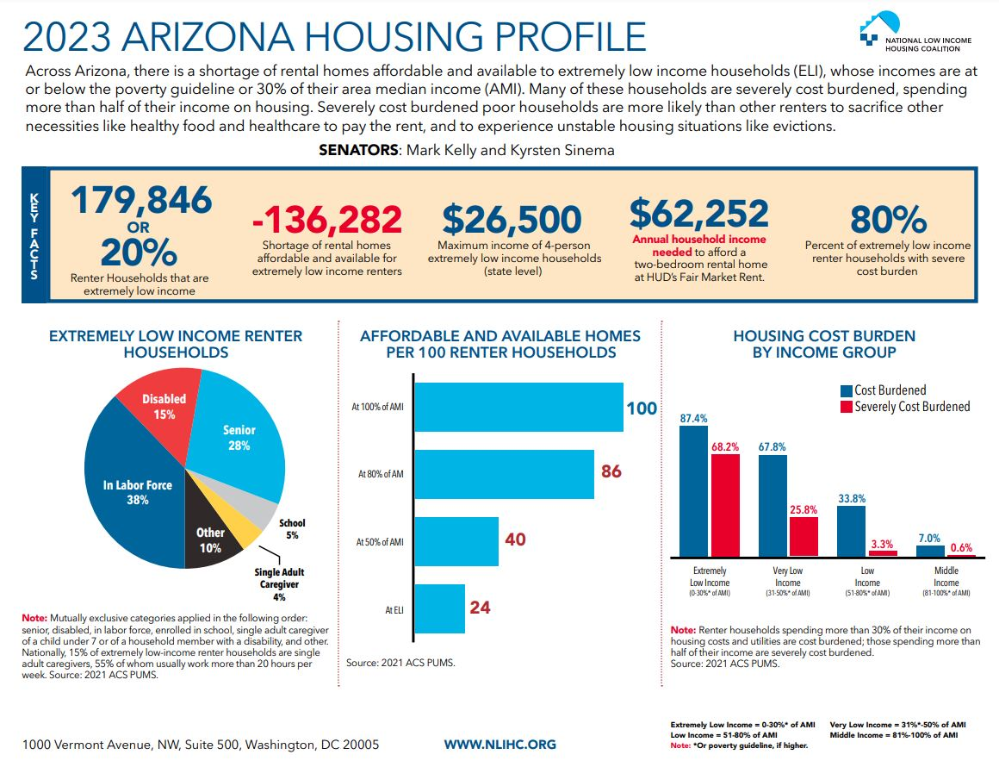 2023 ARIZONA HOUSING PROFILE
NATIONAL LOW INCOME
HOUSING COALITION
Across Arizona, there is a shortage of rental homes affordable and available to extremely low income households (ELI), whose incomes are at
or below the poverty guideline or 30% of their area median income (AMI). Many of these households are severely cost burdened, spending
more than half of their income on housing. Severely cost burdened poor households are more likely than other renters to sacrifice other
necessities like healthy food and healthcare to pay the rent, and to experience unstable housing situations like evictions.
SENATORS: Mark Kelly and Kyrsten Sinema
KEY FACTS
179,846
OR
20%
Renter Households that are
extremely low income
-136,282
Shortage of rental homes
affordable and available for
extremely low income renters
$26,500
Maximum income of 4-person
extremely low income households
(state level)
$62,252
Annual household income
needed to afford a
two-bedroom rental home
at HUD's Fair Market Rent.
80%
Percent of extremely low income
renter households with severe
cost burden
EXTREMELY LOW INCOME RENTER
HOUSEHOLDS
Disabled
15%
Senior
28%
In Labor Force
38%
School
5%
Other
10%
Single Adult
Caregiver
4%
Note: Mutually exclusive categories applied in the following order:
senior, disabled, in labor force, enrolled in school, single adult caregiver
of a child under 7 or of a household member with a disability, and other.
Nationally, 15% of extremely low-income renter households are single
adult caregivers, 55% of whom usually work more than 20 hours per
week. Source: 2021 ACS PUMS.
AFFORDABLE AND AVAILABLE HOMES
PER 100 RENTER HOUSEHOLDS
At 100% of AMI
100
At 80% of AM
86
At 50% of AMI
40
At ELI
24
Source: 2021 ACS PUMS.
HOUSING COST BURDEN
BY INCOME GROUP
Cost Burdened
Severely Cost Burdened
87.4%
68.2%
67.8%
25.8%
33.8%
3.3%
7.0%
0.6%
Extremely
Low Income
(0-30%* of AMI)
Very Low
Income
(31-50%* of AMI)
Low
Income
(51-80%* of AMI)
Middle
Income
(81-100%* of AMI)
Note: Renter households spending more than 30% of their income on
housing costs and utilities are cost burdened; those spending more than
half of their income are severely cost burdened.
Source: 2021 ACS PUMS.
Extremely Low Income = 0-30%* of AMI
Very Low Income = 31%*-50% of AMI
Low Income = 51-80% of AMI
Middle Income = 81%-100% of AMI
Note: *Or poverty guideline, if higher.
1000 Vermont Avenue, NW, Suite 500, Washington, DC 20005
WWW.NLIHC.ORG